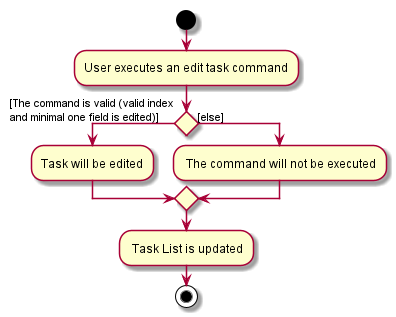 User executes an edit task command
[The command is valid (valid index
and minimal one field is edited)]
[else]
Task will be edited
The command will not be executed
Task List is updated